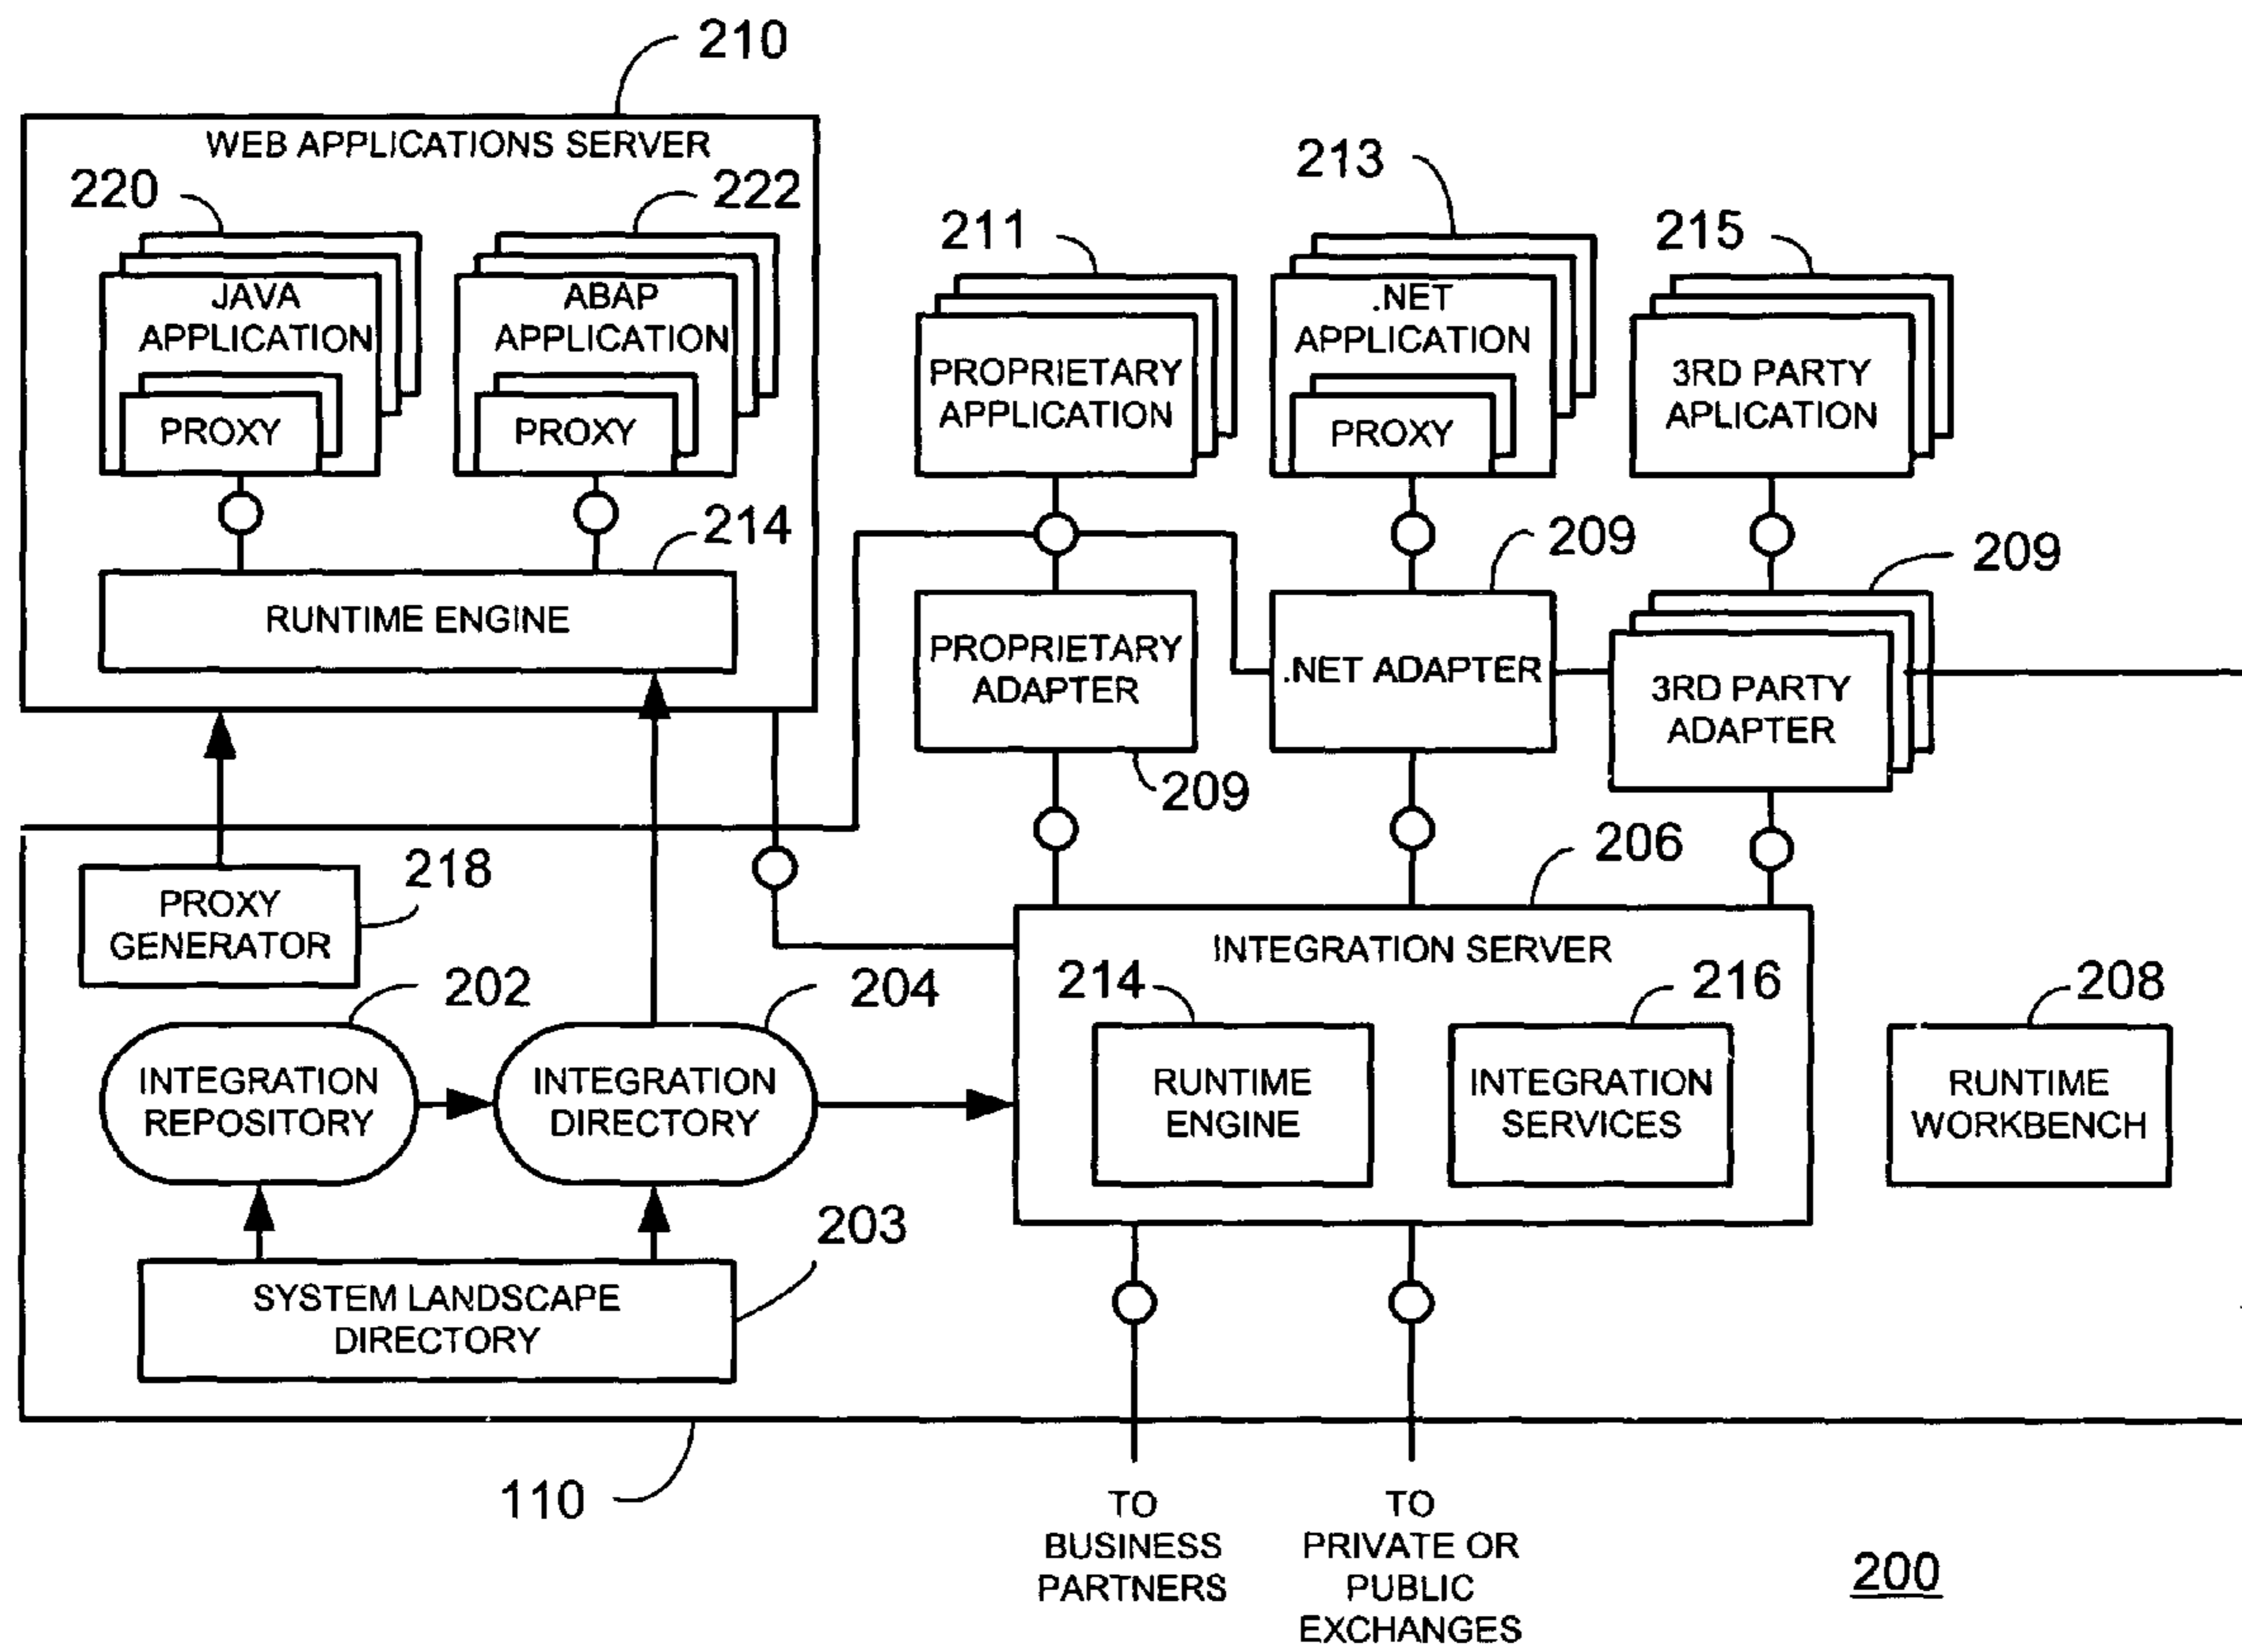 210
WEB APPLICATIONS SERVER
220
222
JAVA
APPLICATION
PROXY
ABAP
APPLICATION
PROXY
214
RUNTIME ENGINE
211
PROPRIETARY
APPLICATION
213
.NET
APPLICATION
PROXY
215
3RD PARTY
APLICATION
PROPRIETARY
ADAPTER
209
209
.NET ADAPTER
209
3RD PARTY
ADAPTER
218
PROXY
GENERATOR
202
INTEGRATION
REPOSITORY
204
INTEGRATION
DIRECTORY
203
SYSTEM LANDSCAPE
DIRECTORY
206
INTEGRATION SERVER
214
RUNTIME
ENGINE
216
INTEGRATION
SERVICES
208
RUNTIME
WORKBENCH
110
TO
BUSINESS
PARTNERS
TO
PRIVATE OR
PUBLIC
EXCHANGES
200